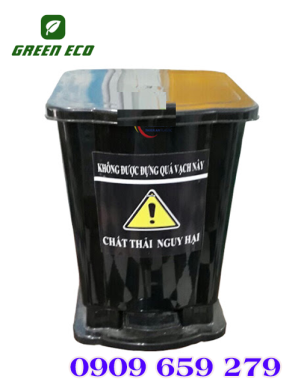 GREEN ECO
KHÔNG ĐƯỢC ĐỰNG QUÁ VẠCH NÀY
CHẤT THẢI NGUY HẠI
0909 659 279